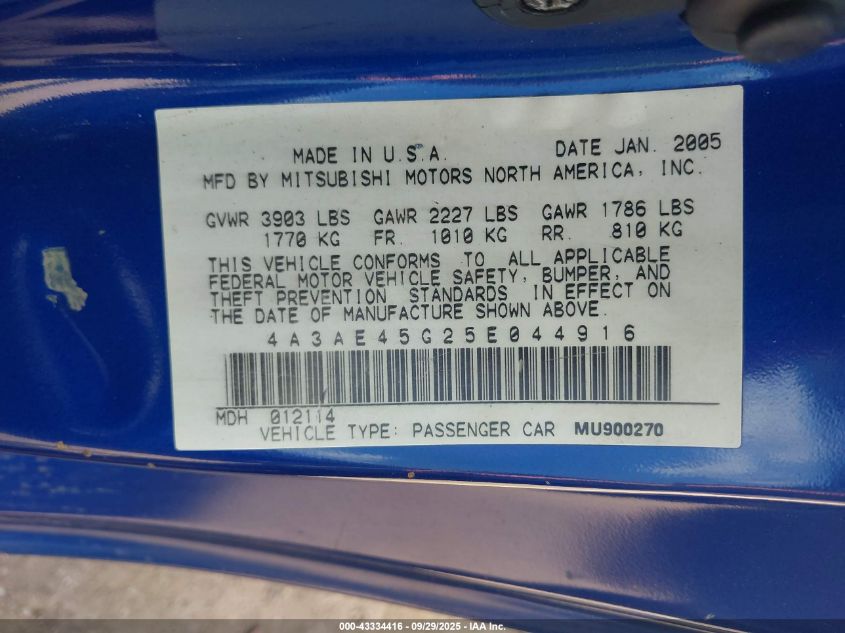 MADE IN U.S.A. DATE JAN. 2005
MFD BY MITSUBISHI MOTORS NORTH AMERICA, INC.
GVWR 3903 LBS GAWR 2227 LBS GAWR 1786 LBS
1770 KG FR. 1010 KG RR. 810 KG
THIS VEHICLE CONFORMS TO ALL APPLICABLE
FEDERAL MOTOR VEHICLE SAFETY, BUMPER, AND
THEFT PREVENTION STANDARDS IN EFFECT ON
THE DATE OF MANUFACTURE SHOWN ABOVE.
4A3AE45G25E044916
MDH 012114
VEHICLE TYPE: PASSENGER CAR MU900270
000-43334416 - 09/29/2025 - IAA Inc.